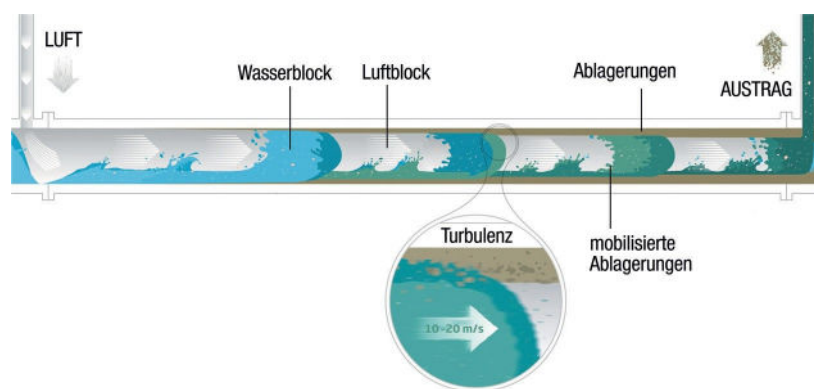 LUFT
Wasserblock
Luftblock
Ablagerungen
AUSTRAG
Turbulenz
mobilisierte
Ablagerungen
10-20 m/s